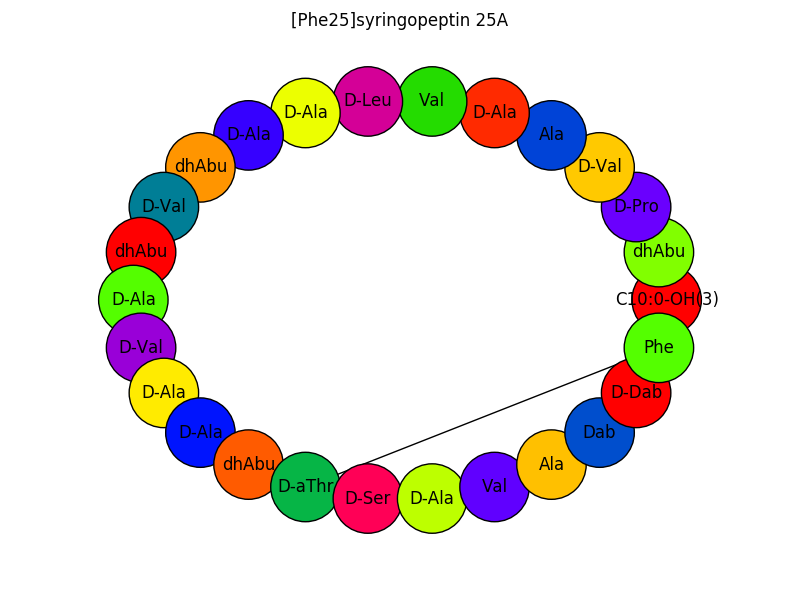 [Phe25]syringopeptin 25A
C10:0-OH(3)
dhAbu
D-Pro
D-Val
Ala
D-Ala
Val
D-Leu
D-Ala
D-Ala
dhAbu
D-Val
dhAbu
D-Ala
D-Val
D-Ala
D-Ala
dhAbu
D-aThr
D-Ser
D-Ala
Val
Ala
Dab
D-Dab
Phe